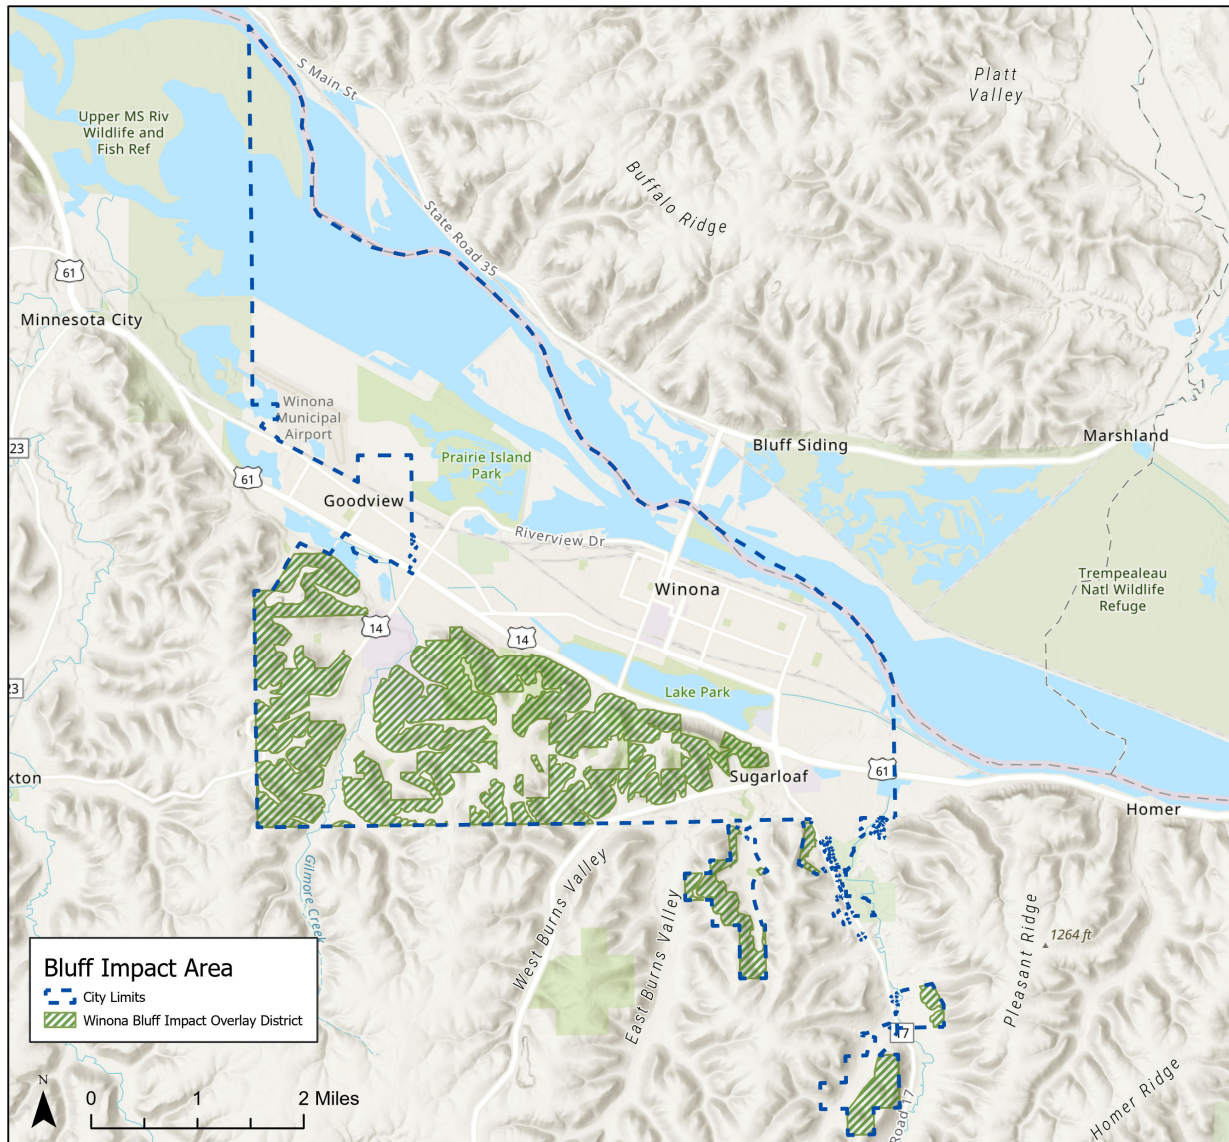 S Main St
Platt
Valley
Upper MS Riv
Wildlife and
Fish Ref
Buffalo Ridge
State Road 35
61
Minnesota City
Winona
Municipal
Airport
23
Bluff Siding
Marshland
61
Prairie Island
Park
Goodview
Riverview Dr
Trempealeau
Natl Wildlife
Refuge
Winona
14
14
23
Lake Park
kton
Sugarloaf
61
Homer
Gilmore Creek
West Burns Valley
East Burns Valley
Pleasant Ridge
1264 ft
Bluff Impact Area
City Limits
Winona Bluff Impact Overlay District
17
Homer Ridge
Road 17
N
0 1 2 Miles